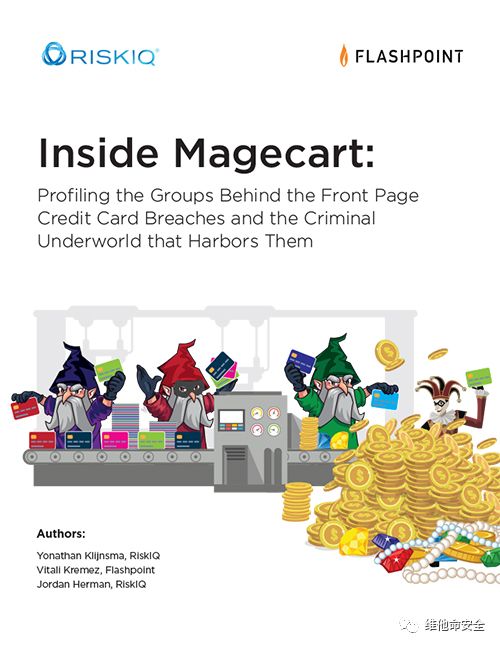 RISKIQ
FLASHPOINT
Inside Magecart:
Profiling the Groups Behind the Front Page
Credit Card Breaches and the Criminal
Underworld that Harbors Them
Authors:
Yonathan Klijnsma, RiskIQ
Vitali Kremez, Flashpoint
Jordan Herman, RiskIQ
维他命安全